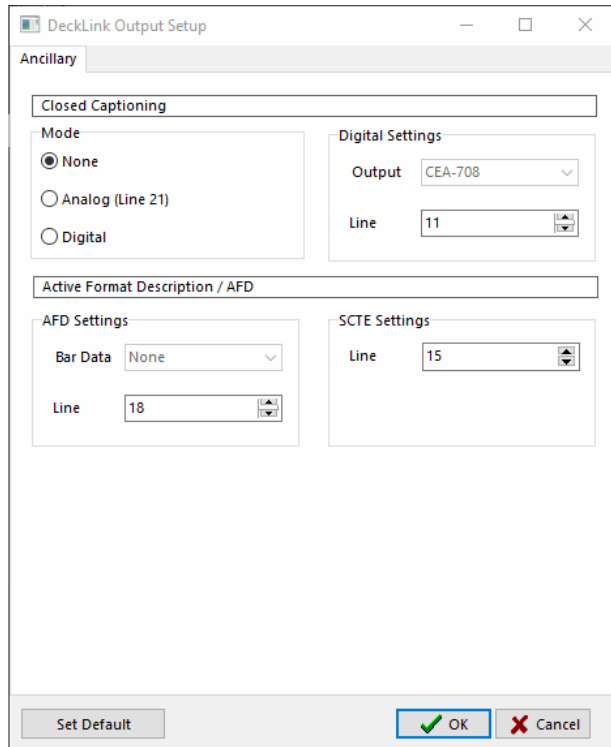 DeckLink Output Setup
Ancillary
Closed Captioning
Mode
None
Analog (Line 21)
Digital
Digital Settings
Output CEA-708
Line 11
Active Format Description / AFD
AFD Settings
Bar Data None
Line 18
SCTE Settings
Line 15
Set Default OK Cancel